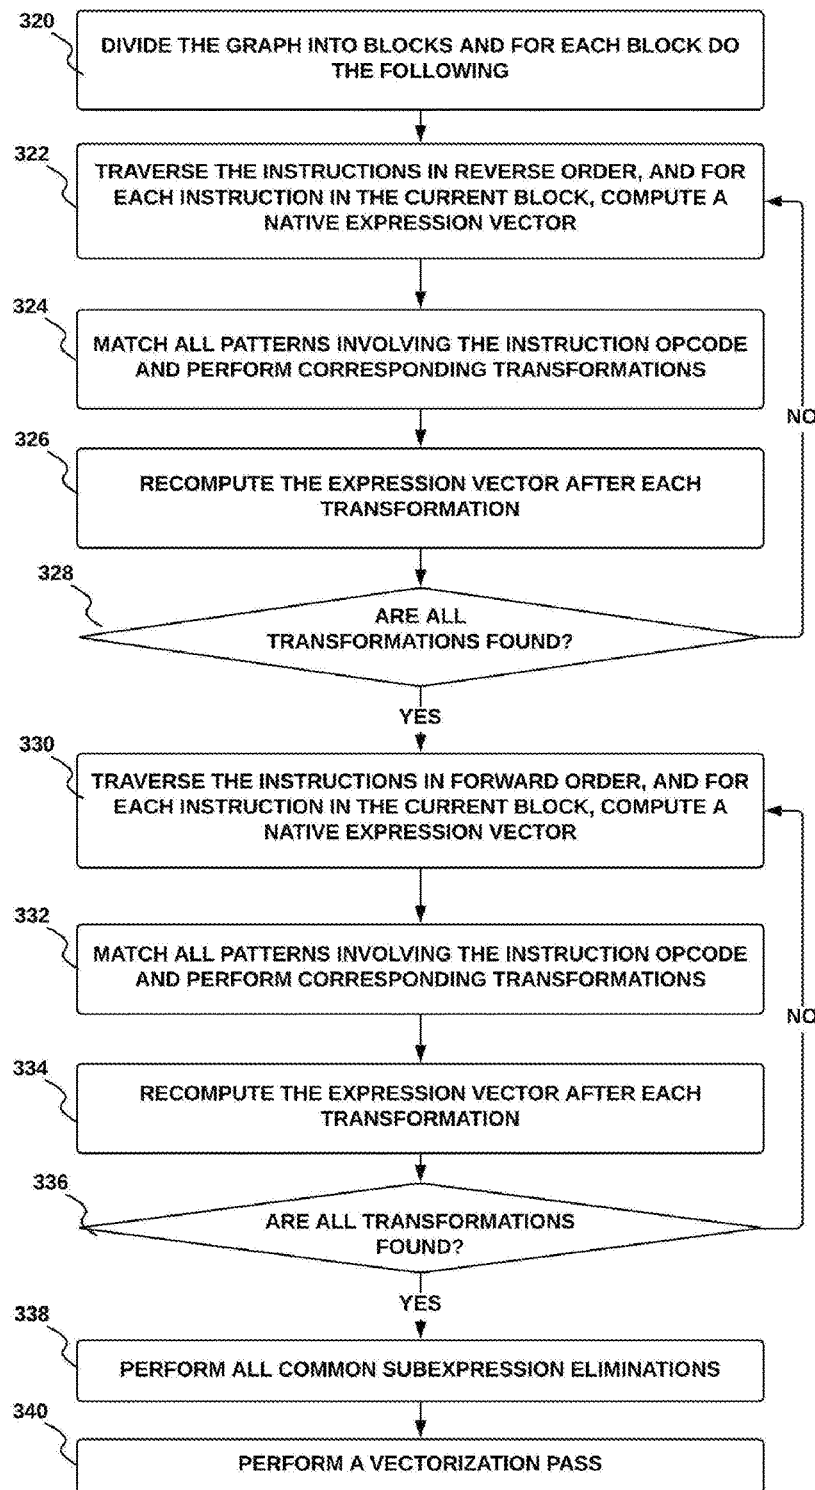 320
DIVIDE THE GRAPH INTO BLOCKS AND FOR EACH BLOCK DO
THE FOLLOWING
322
TRAVERSE THE INSTRUCTIONS IN REVERSE ORDER, AND FOR
EACH INSTRUCTION IN THE CURRENT BLOCK, COMPUTE A
NATIVE EXPRESSION VECTOR
324
MATCH ALL PATTERNS INVOLVING THE INSTRUCTION OPCODE
AND PERFORM CORRESPONDING TRANSFORMATIONS
NO
326
RECOMPUTE THE EXPRESSION VECTOR AFTER EACH
TRANSFORMATION
328
ARE ALL
TRANSFORMATIONS FOUND?
YES
330
TRAVERSE THE INSTRUCTIONS IN FORWARD ORDER, AND FOR
EACH INSTRUCTION IN THE CURRENT BLOCK, COMPUTE A
NATIVE EXPRESSION VECTOR
332
MATCH ALL PATTERNS INVOLVING THE INSTRUCTION OPCODE
AND PERFORM CORRESPONDING TRANSFORMATIONS
NO
334
RECOMPUTE THE EXPRESSION VECTOR AFTER EACH
TRANSFORMATION
336
ARE ALL TRANSFORMATIONS
FOUND?
YES
338
PERFORM ALL COMMON SUBEXPRESSION ELIMINATIONS
340
PERFORM A VECTORIZATION PASS